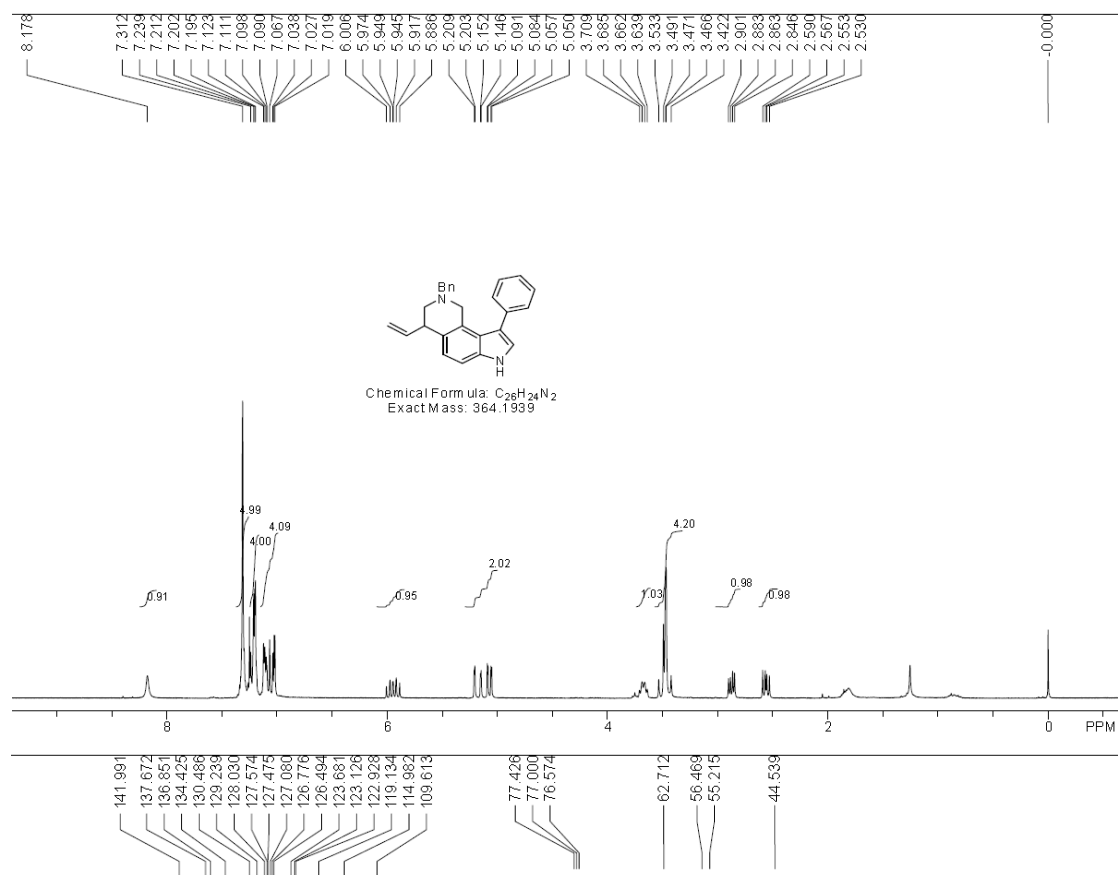 8.178 7.312 7.239 7.212 7.202 7.195 7.123 7.111 7.098 7.090 7.067 7.038 7.027 7.019 6.006 5.974 5.949 5.945 5.917 5.886 5.209 5.203 5.152 5.146 5.091 5.084 5.057 5.050 3.709 3.685 3.662 3.639 3.533 3.491 3.471 3.466 3.422 2.901 2.883 2.863 2.846 2.590 2.567 2.553 2.530 -0.000
Bn
N
N
H
Chemical Formula: C26H24N2
Exact Mass: 364.1939
0.91 4.99 4.00 4.09 0.95 2.02 1.03 4.20 0.98 0.98
8 6 4 2 0 PPM
141.991 137.672 136.851 134.425 130.486 129.239 128.030 127.574 127.475 127.080 126.776 126.494 123.681 123.126 122.928 119.134 114.982 109.613 77.426 77.000 76.574 62.712 56.469 55.215 44.539